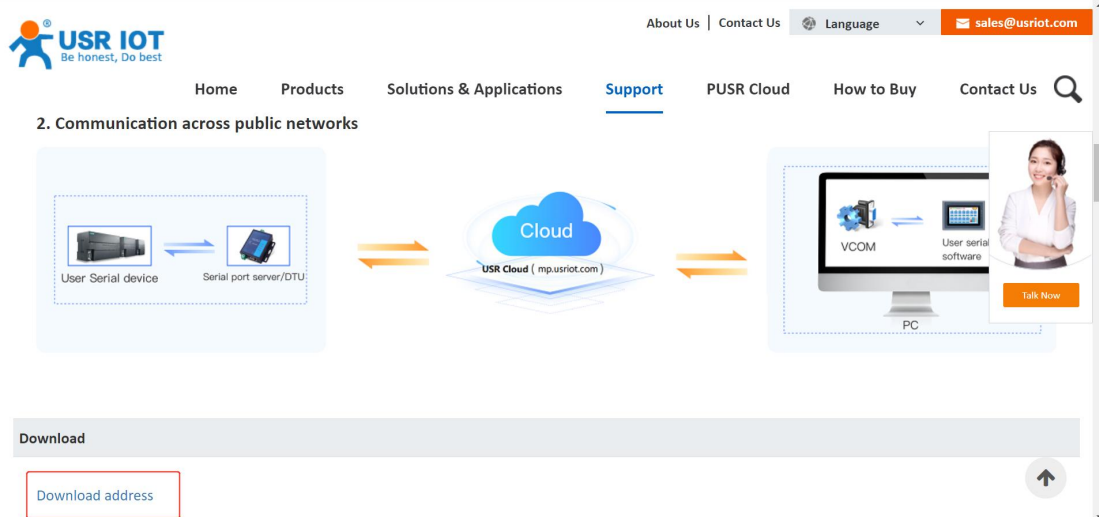 About Us | Contact Us Language sales@usriot.com
® USR IOT
Be honest, Do best
Home Products Solutions & Applications Support PUSR Cloud How to Buy Contact Us
2. Communication across public networks
User Serial device
Serial port server/DTU
Cloud
USR Cloud ( mp.usriot.com )
VCOM
User serial
software
PC
Talk Now
Download
Download address